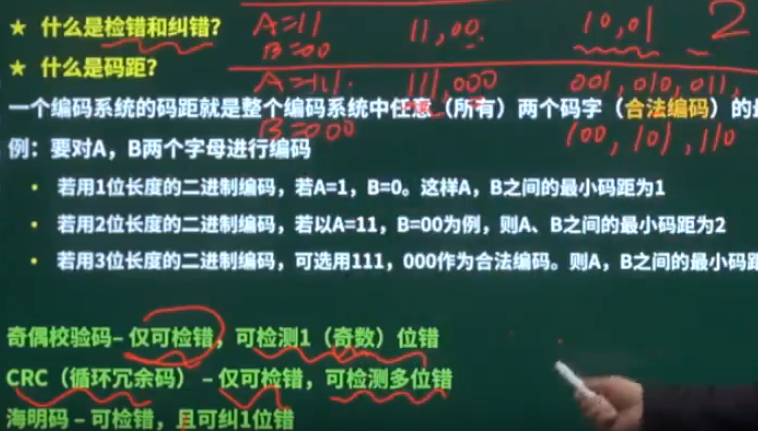 ★ 什么是检错和纠错？ A=11 11,00 10,01 2
B=00
★ 什么是码距？ A=111. 111,000 001,010,011,
一个编码系统的码距就是整个编码系统中任意（所有）两个码字（合法编码）的最
B=000 100,101,110
例：要对A，B两个字母进行编码
• 若用1位长度的二进制编码，若A=1，B=0。这样A，B之间的最小码距为1
• 若用2位长度的二进制编码，若以A=11，B=00为例，则A、B之间的最小码距为2
• 若用3位长度的二进制编码，可选用111，000作为合法编码。则A，B之间的最小码距
奇偶校验码– 仅可检错，可检测1（奇数）位错
CRC（循环冗余码） – 仅可检错，可检测多位错
海明码 – 可检错，且可纠1位错